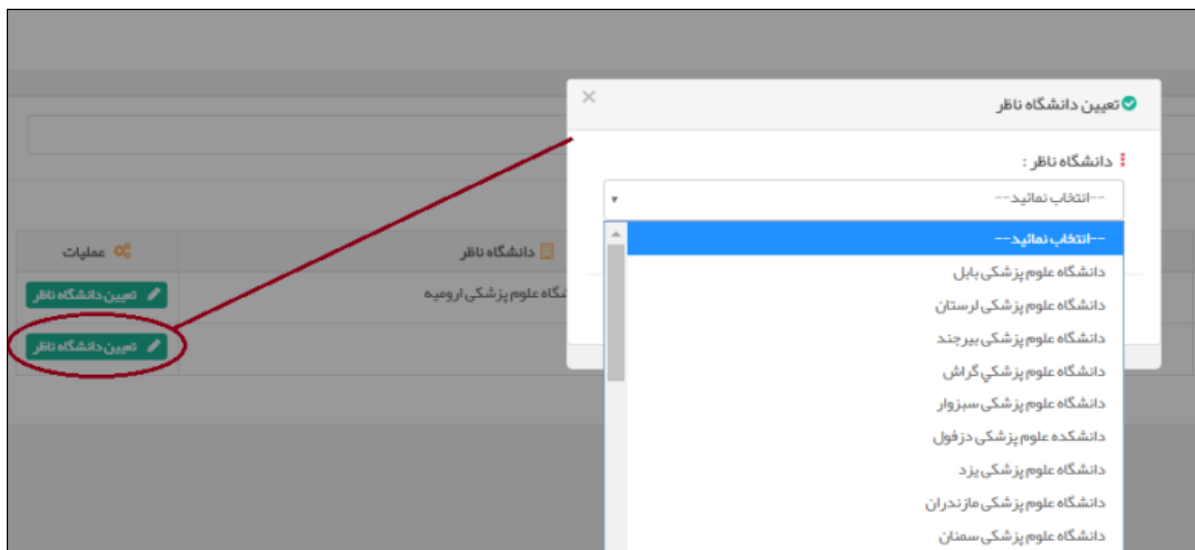 تعیین دانشگاه ناظر
دانشگاه ناظر :
--انتخاب نمائید--
--انتخاب نمائید--
دانشگاه علوم پزشکی بابل
دانشگاه علوم پزشکی لرستان
دانشگاه علوم پزشکی بیرجند
دانشگاه علوم پزشكي گراش
دانشگاه علوم پزشکی سبزوار
دانشکده علوم پزشکی دزفول
دانشگاه علوم پزشکی یزد
دانشگاه علوم پزشکی مازندران
دانشگاه علوم پزشکی سمنان
دانشگاه ناظر
عملیات
علوم پزشکی ارومیه
تعیین دانشگاه ناظر
تعیین دانشگاه ناظر